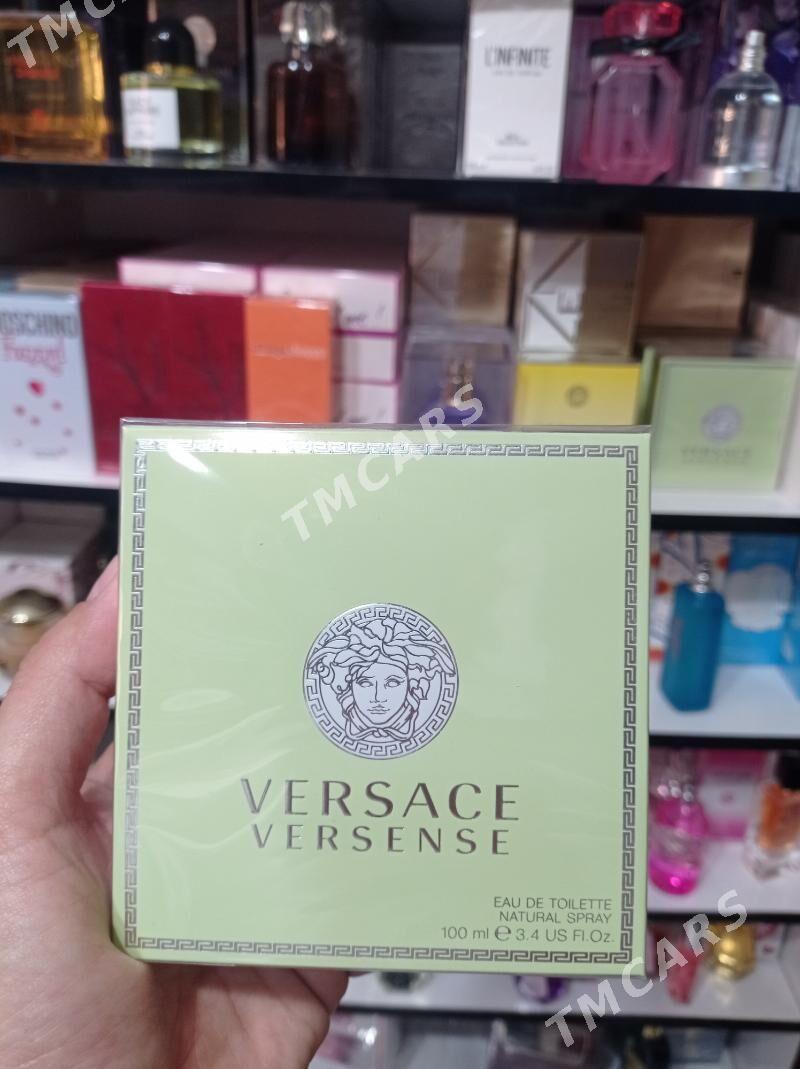 TMCARS
L'INFINITE
MOSCHINO
Funny!
TMCARS
VERSACE
VERSACE
VERSENSE
EAU DE TOILETTE
NATURAL SPRAY
100 ml e 3.4 US Fl.Oz.
TMCARS